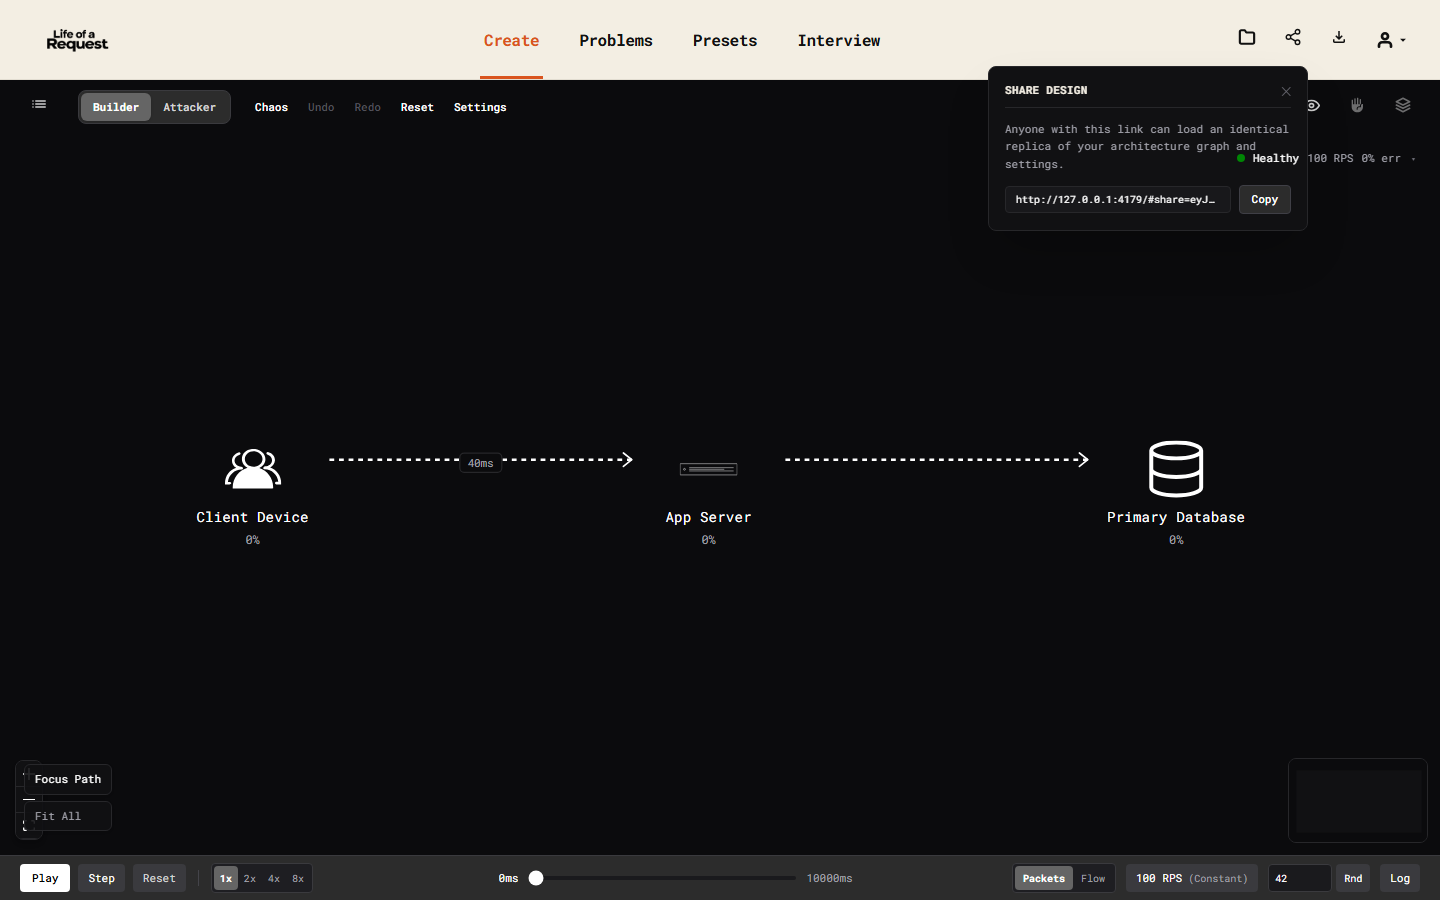 Life of a
Request
Create
Problems
Presets
Interview
Builder
Attacker
Chaos
Undo
Redo
Reset
Settings
SHARE DESIGN
Anyone with this link can load an identical
replica of your architecture graph and
settings.
Healthy 100 RPS 0% err
http://127.0.0.1:4179/#share=eyJ…
Copy
40ms
Client Device
0%
App Server
0%
Primary Database
0%
Focus Path
Fit All
Play
Step
Reset
1x
2x
4x
8x
0ms
10000ms
Packets
Flow
100 RPS (Constant)
42
Rnd
Log